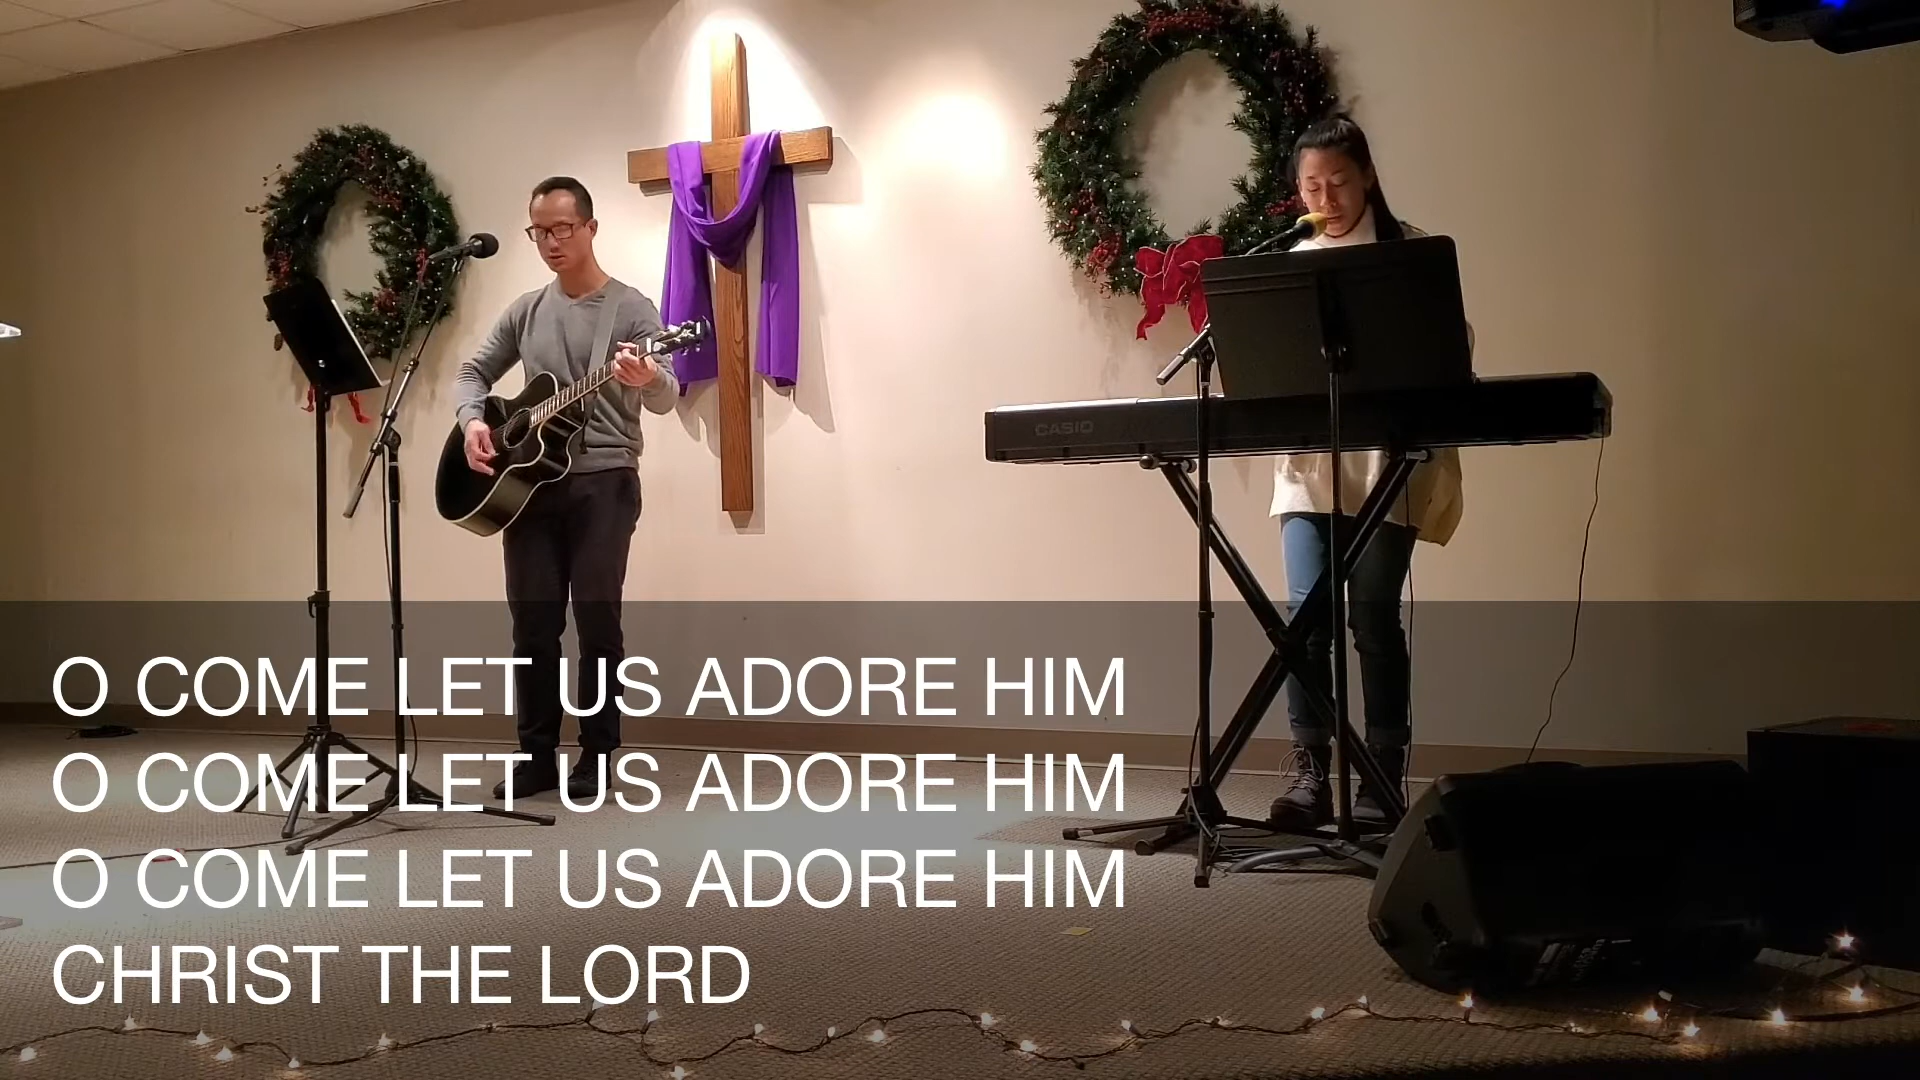 CASIO
O COME LET US ADORE HIM
O COME LET US ADORE HIM
O COME LET US ADORE HIM
CHRIST THE LORD